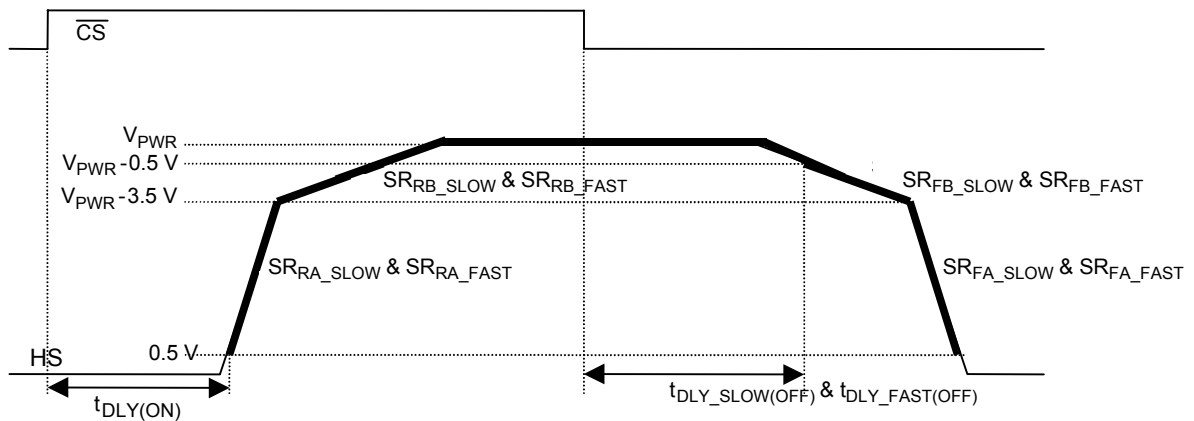 CS
VPWR
VPWR -0.5 V
SRRB_SLOW & SRRB_FAST
SRFB_SLOW & SRFB_FAST
VPWR -3.5 V
SRRA_SLOW & SRRA_FAST
SRFA_SLOW & SRFA_FAST
HS
0.5 V
tDLY(ON)
tDLY_SLOW(OFF) & tDLY_FAST(OFF)